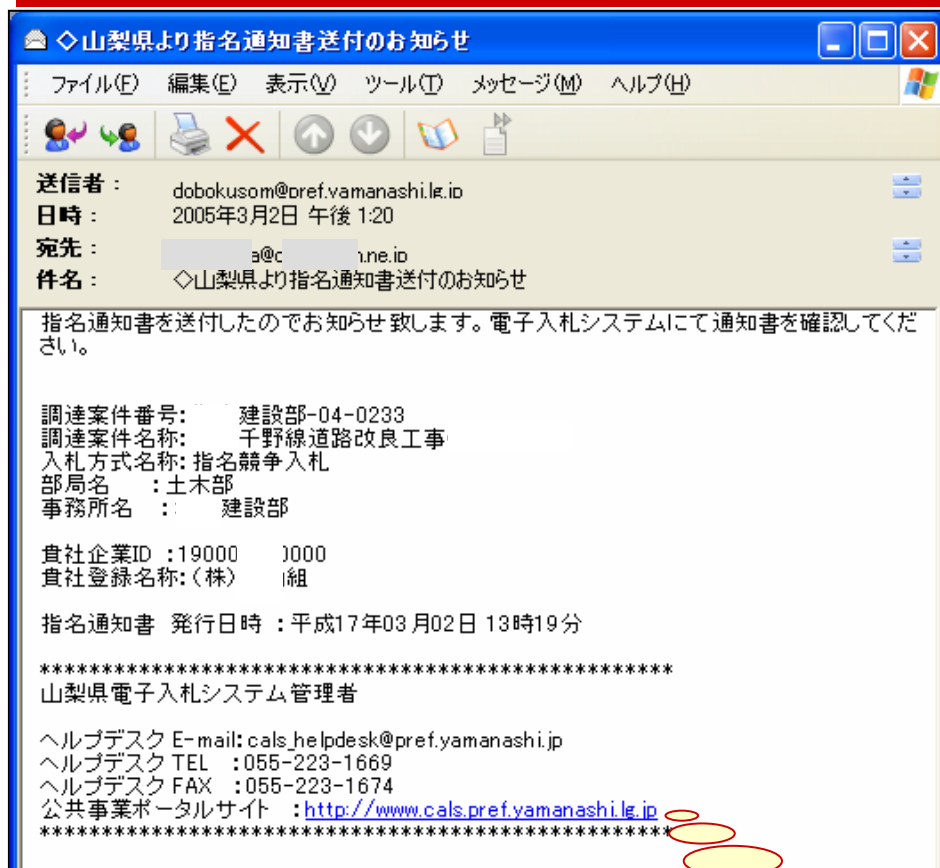 ◇山梨県より指名通知書送付のお知らせ
ファイル(F) 編集(E) 表示(V) ツール(T) メッセージ(M) ヘルプ(H)
送信者: dobokusom@pref.yamanashi.lg.jp
日時: 2005年3月2日 午後 1:20
宛先: a@c .ne.jp
件名: ◇山梨県より指名通知書送付のお知らせ
指名通知書を送付したのでお知らせ致します。電子入札システムにて通知書を確認してくだ
さい。
調達案件番号: 建設部-04-0233
調達案件名称: 千野線道路改良工事
入札方式名称:指名競争入札
部局名 :土木部
事務所名 : 建設部
貴社企業ID :19000 0000
貴社登録名称:(株) 組
指名通知書 発行日時 :平成17年03月02日 13時19分
***************************************************
山梨県電子入札システム管理者
ヘルプデスク E-mail:cals_helpdesk@pref.yamanashi.jp
ヘルプデスク TEL :055-223-1669
ヘルプデスク FAX :055-223-1674
公共事業ポータルサイト :http://www.cals.pref.yamanashi.lg.jp
***************************************************